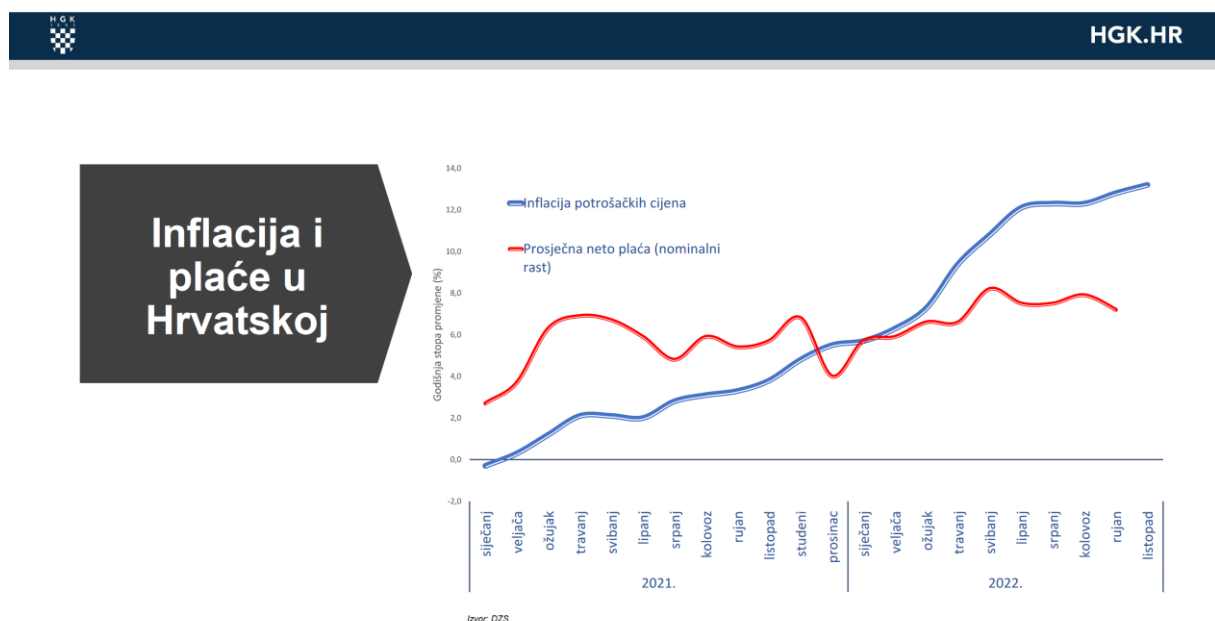 HGK
1852
HGK.HR
Inflacija i
plaće u
Hrvatskoj
Godišnja stopa promjene (%)
14,0
12,0
10,0
8,0
6,0
4,0
2,0
0,0
-2,0
Inflacija potrošačkih cijena
Prosječna neto plaća (nominalni
rast)
siječanj
veljača
ožujak
travanj
svibanj
lipanj
srpanj
kolovoz
rujan
listopad
studeni
prosinac
siječanj
veljača
ožujak
travanj
svibanj
lipanj
srpanj
kolovoz
rujan
listopad
2021.
2022.
Izvor: DZS